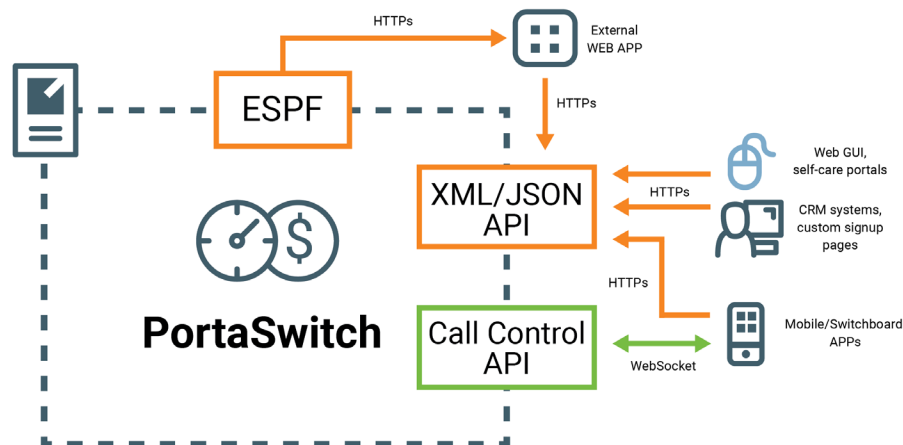 HTTPs
External
WEB APP
ESPF
HTTPs
XML/JSON
API
Web GUI,
self-care portals
HTTPs
CRM systems,
custom signup
pages
HTTPs
PortaSwitch
Call Control
API
WebSocket
Mobile/Switchboard
APPs
$